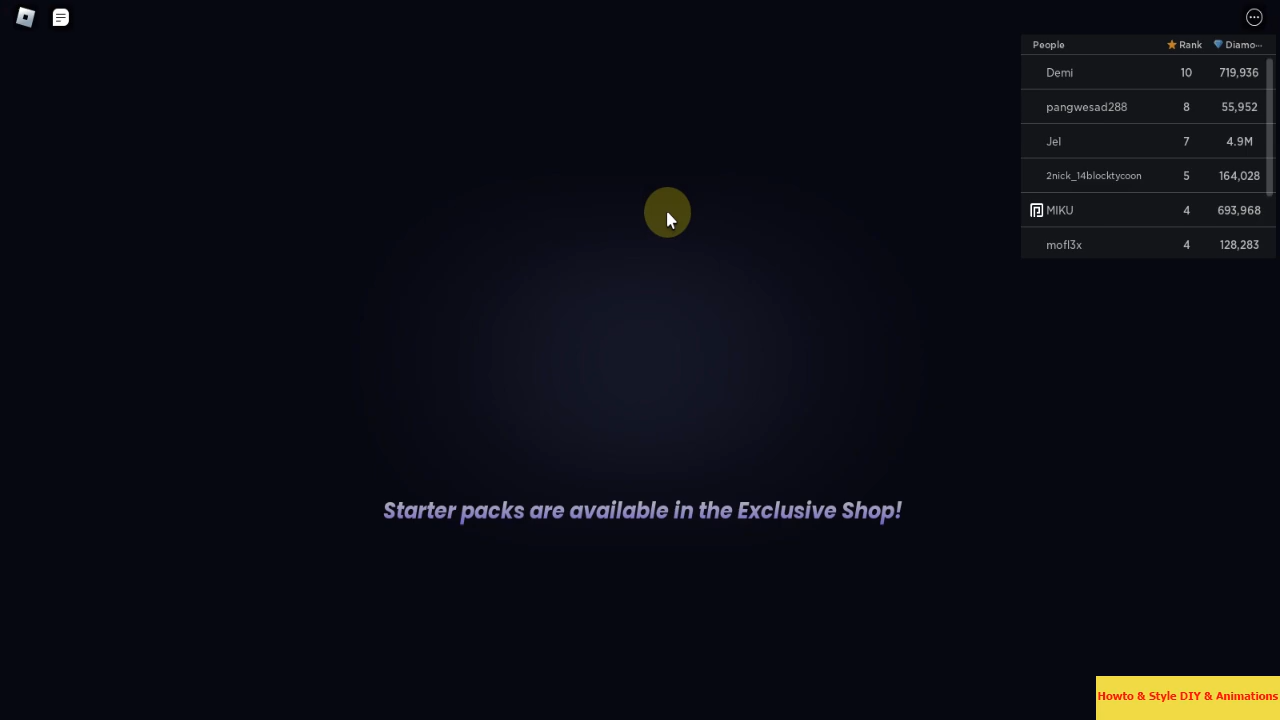 People Rank Diamo...
Demi 10 719,936
pangwesad288 8 55,952
Jel 7 4.9M
2nick_14blocktycoon 5 164,028
MIKU 4 693,968
mofl3x 4 128,283
Starter packs are available in the Exclusive Shop!
Howto & Style DIY & Animations